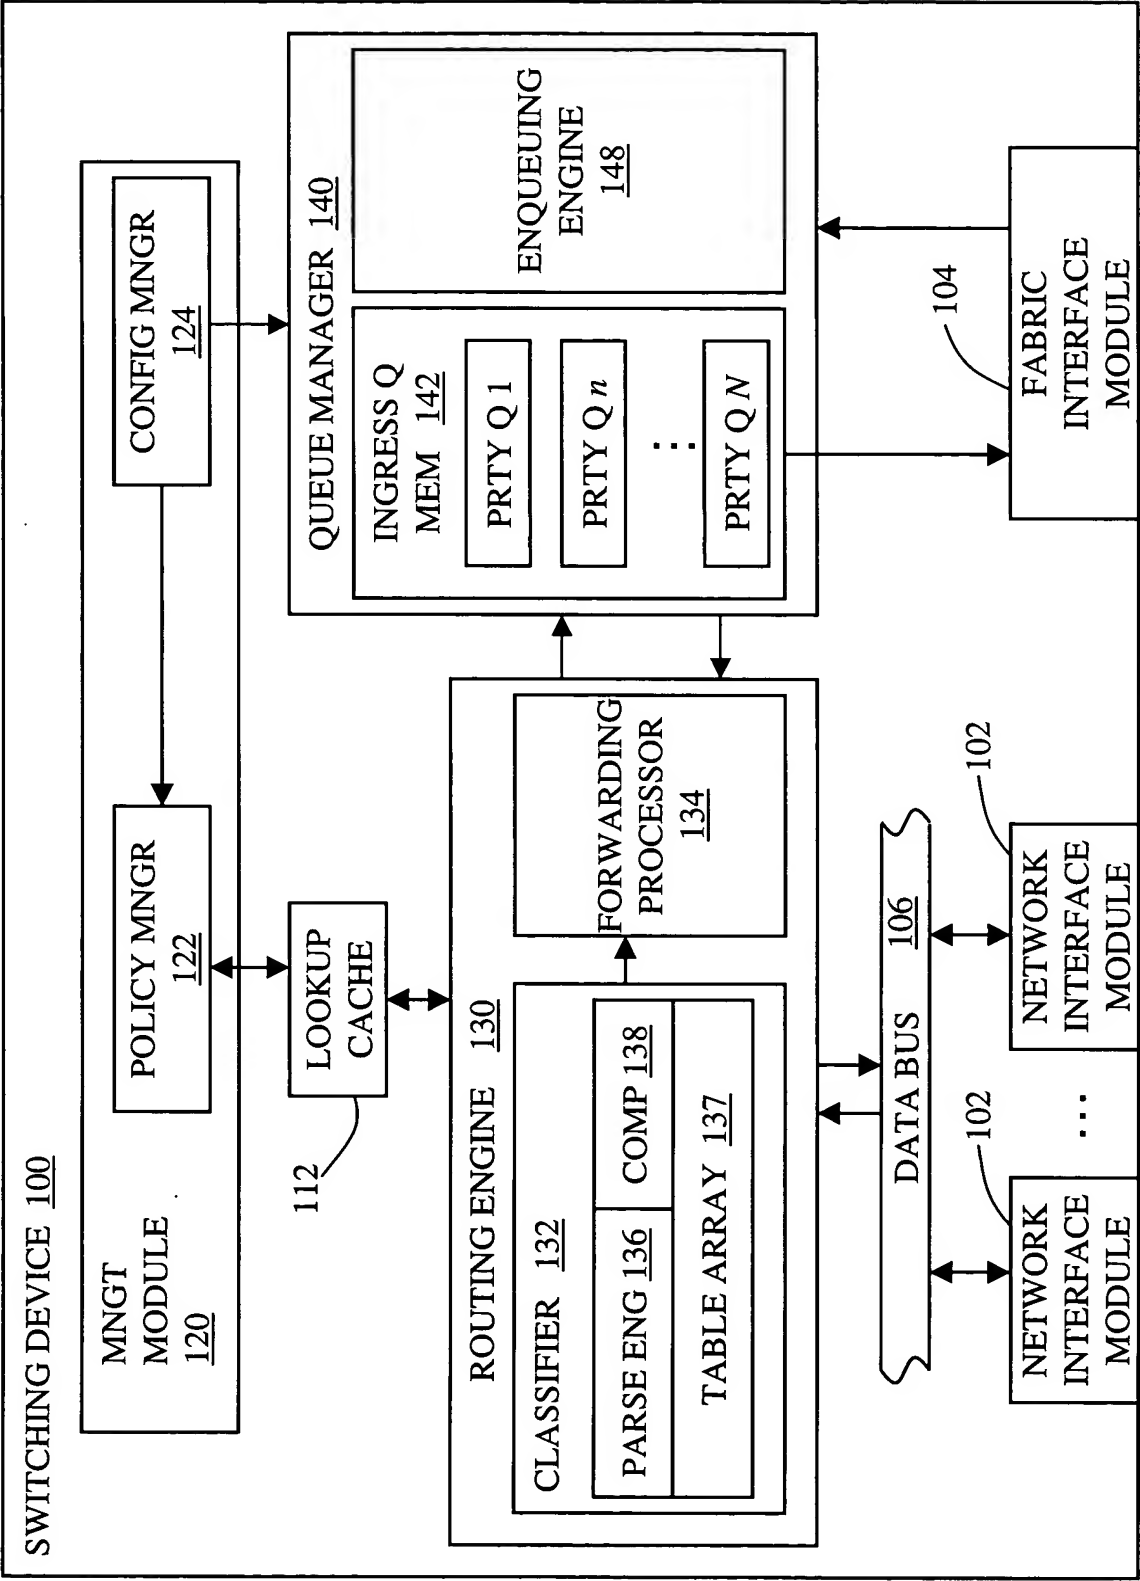 SWITCHING DEVICE 100
MNGT
MODULE
120
POLICY MNGR
122
CONFIG MNGR
124
112
LOOKUP
CACHE
QUEUE MANAGER 140
INGRESS Q
MEM 142
PRTY Q 1
PRTY Q n
...
PRTY Q N
ENQUEUING
ENGINE
148
ROUTING ENGINE 130
CLASSIFIER 132
PARSE ENG 136
COMP 138
TABLE ARRAY 137
FORWARDING
PROCESSOR
134
DATA BUS 106
102
NETWORK
INTERFACE
MODULE
...
102
NETWORK
INTERFACE
MODULE
104
FABRIC
INTERFACE
MODULE